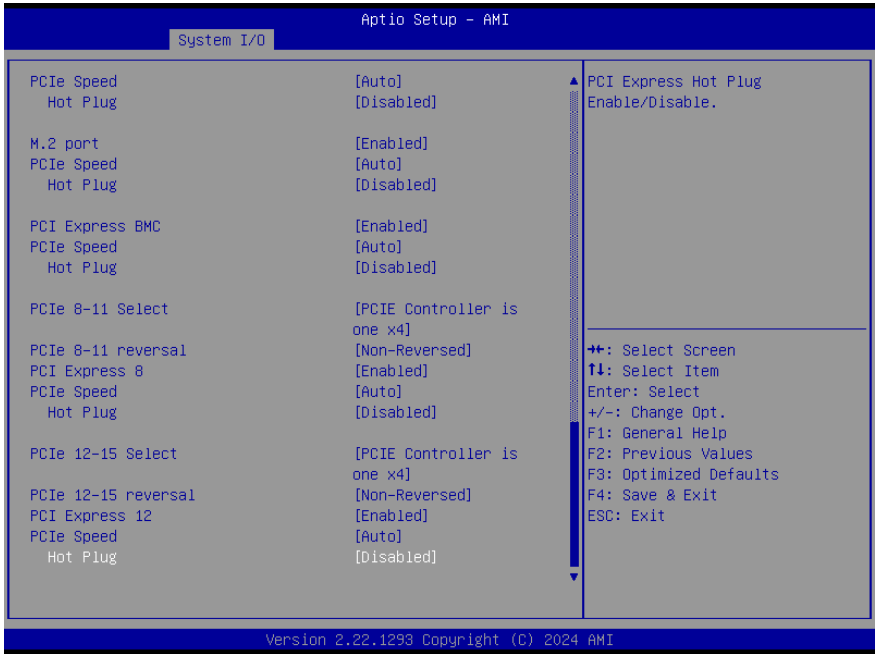 Aptio Setup – AMI
System I/O
PCIe Speed [Auto]
Hot Plug [Disabled]
M.2 port [Enabled]
PCIe Speed [Auto]
Hot Plug [Disabled]
PCI Express BMC [Enabled]
PCIe Speed [Auto]
Hot Plug [Disabled]
PCIe 8-11 Select [PCIE Controller is
one x4]
PCIe 8-11 reversal [Non-Reversed]
PCI Express 8 [Enabled]
PCIe Speed [Auto]
Hot Plug [Disabled]
PCIe 12-15 Select [PCIE Controller is
one x4]
PCIe 12-15 reversal [Non-Reversed]
PCI Express 12 [Enabled]
PCIe Speed [Auto]
Hot Plug [Disabled]
PCI Express Hot Plug
Enable/Disable.
→←: Select Screen
↑↓: Select Item
Enter: Select
+/-: Change Opt.
F1: General Help
F2: Previous Values
F3: Optimized Defaults
F4: Save & Exit
ESC: Exit
Version 2.22.1293 Copyright (C) 2024 AMI